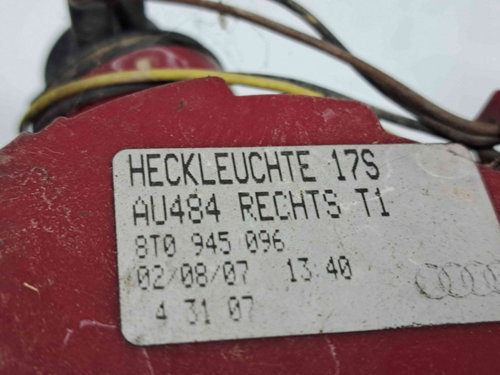 HECKLEUCHTE 17S
AU484 RECHTS T1
8T0 945 096
02/08/07 13:40
4 31 07